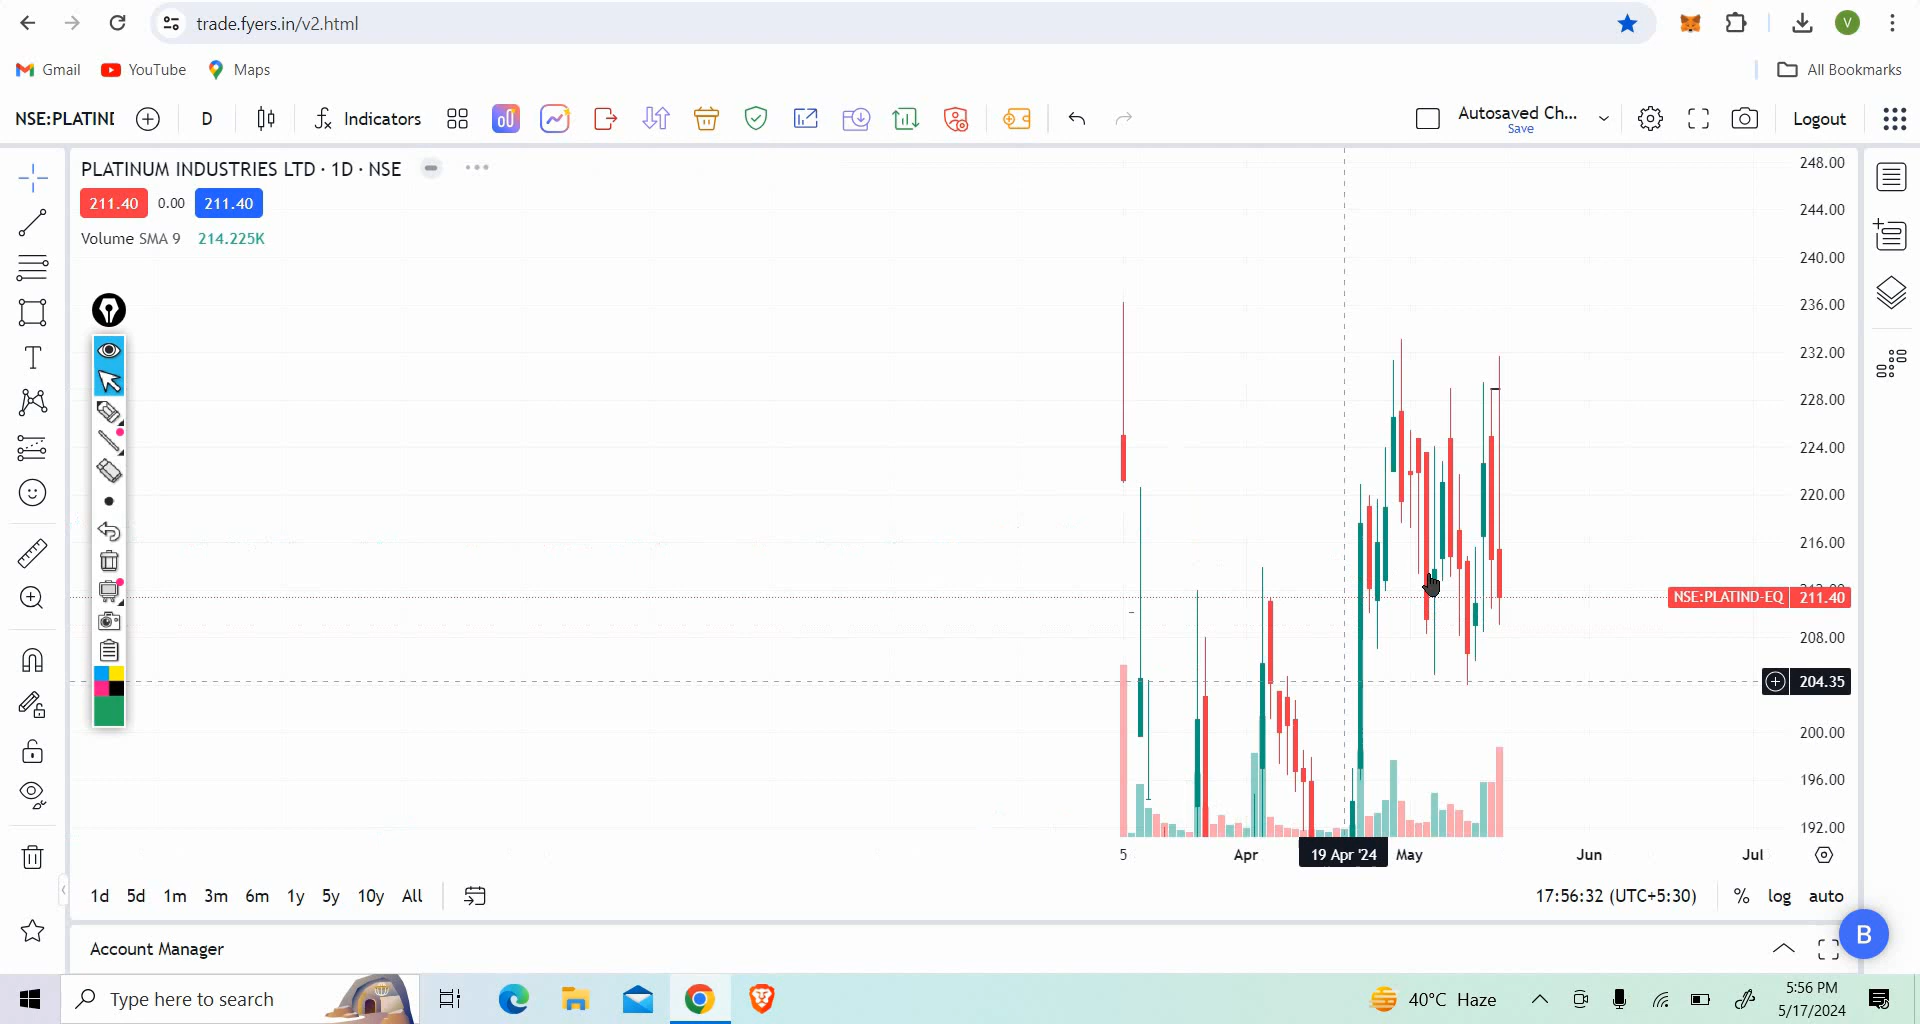 trade.fyers.in/v2.html
V
Gmail
YouTube
Maps
All Bookmarks
NSE:PLATINI
D
Indicators
Autosaved Ch...
Save
Logout
PLATINUM INDUSTRIES LTD · 1D · NSE
211.40
0.00
211.40
Volume SMA 9 214.225K
T
248.00
244.00
240.00
236.00
232.00
228.00
224.00
220.00
216.00
NSE:PLATIND-EQ 211.40
208.00
204.35
200.00
196.00
192.00
5
Apr
19 Apr '24
May
Jun
Jul
1d
5d
1m
3m
6m
1y
5y
10y
All
17:56:32 (UTC+5:30)
%
log
auto
Account Manager
B
Type here to search
40°C Haze
5:56 PM
5/17/2024